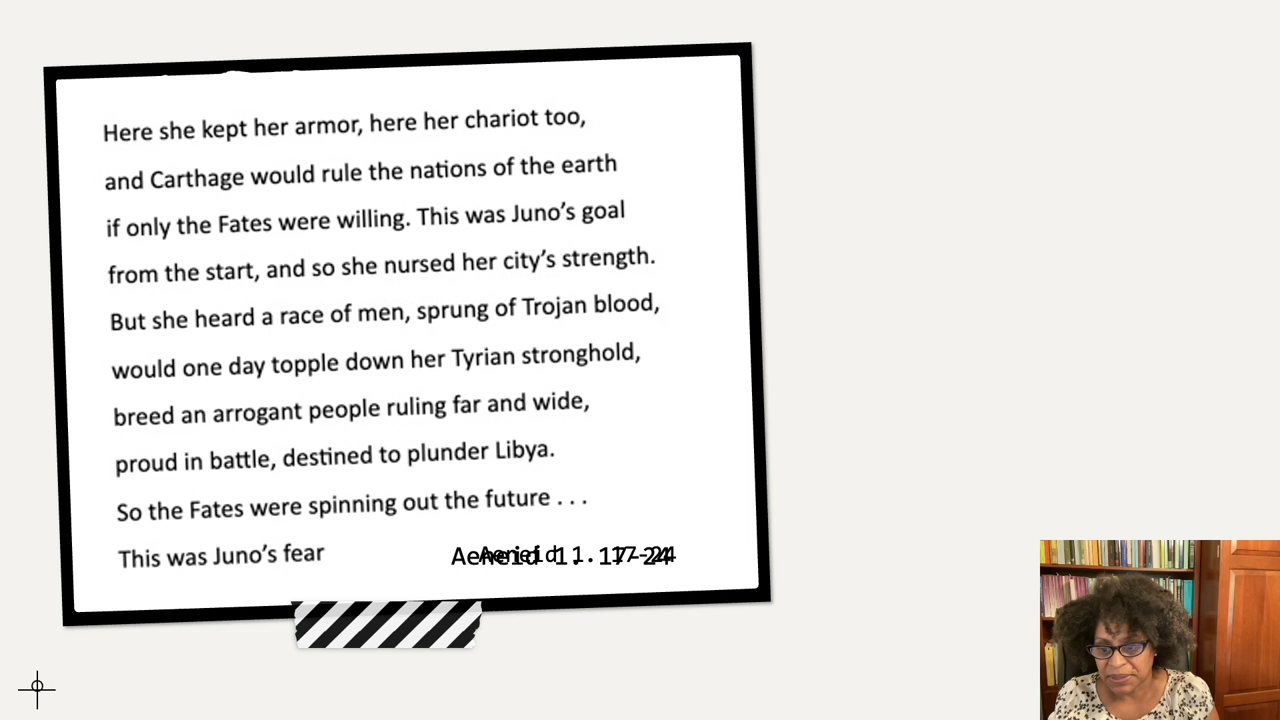 Here she kept her armor, here her chariot too,
and Carthage would rule the nations of the earth
if only the Fates were willing. This was Juno’s goal
from the start, and so she nursed her city’s strength.
But she heard a race of men, sprung of Trojan blood,
would one day topple down her Tyrian stronghold,
breed an arrogant people ruling far and wide,
proud in battle, destined to plunder Libya.
So the Fates were spinning out the future . . .
This was Juno’s fear
Aeneid 1. 17-24